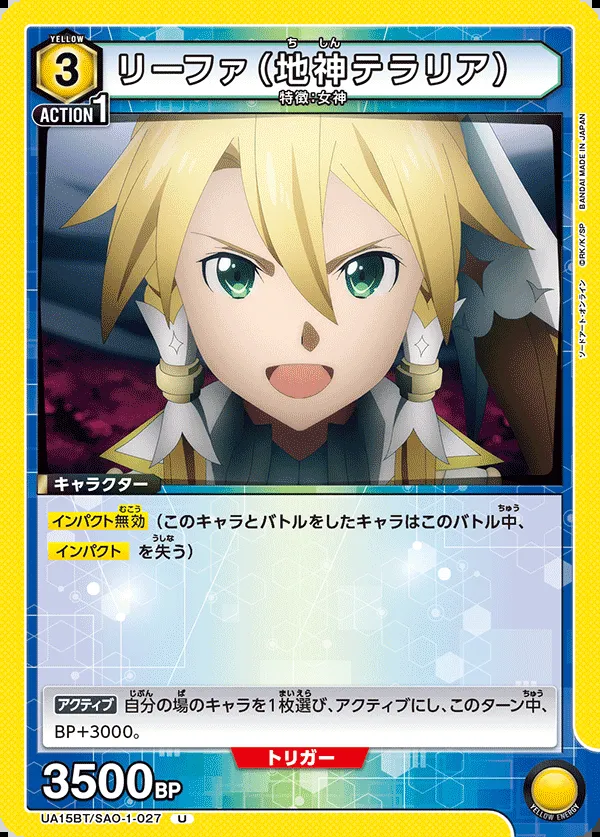 YELLOW
3
ACTION 1
ちしん
リーファ（地神テラリア）
特徴：女神
BANDAI MADE IN JAPAN
©RK/K/SP
ソードアート・オンライン
キャラクター
むこう
インパクト無効（このキャラとバトルをしたキャラはこのバトル中、
ちゅう
インパクト を失う）
うしな
アクティブ 自分の場のキャラを1枚選び、アクティブにし、このターン中、
じぶん ば まいえら ちゅう
BP+3000。
トリガー
3500BP
UA15BT/SAO-1-027 U
YELLOW ENERGY